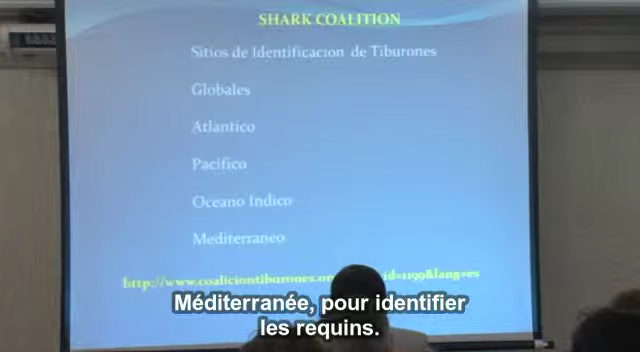 SHARK COALITION
Sitios de Identificacion de Tiburones
Globales
Atlantico
Pacifico
Oceano Indico
Mediterraneo
http://www.coaliciontiburones.or id=1199&lang=es
Méditerranée, pour identifier
les requins.